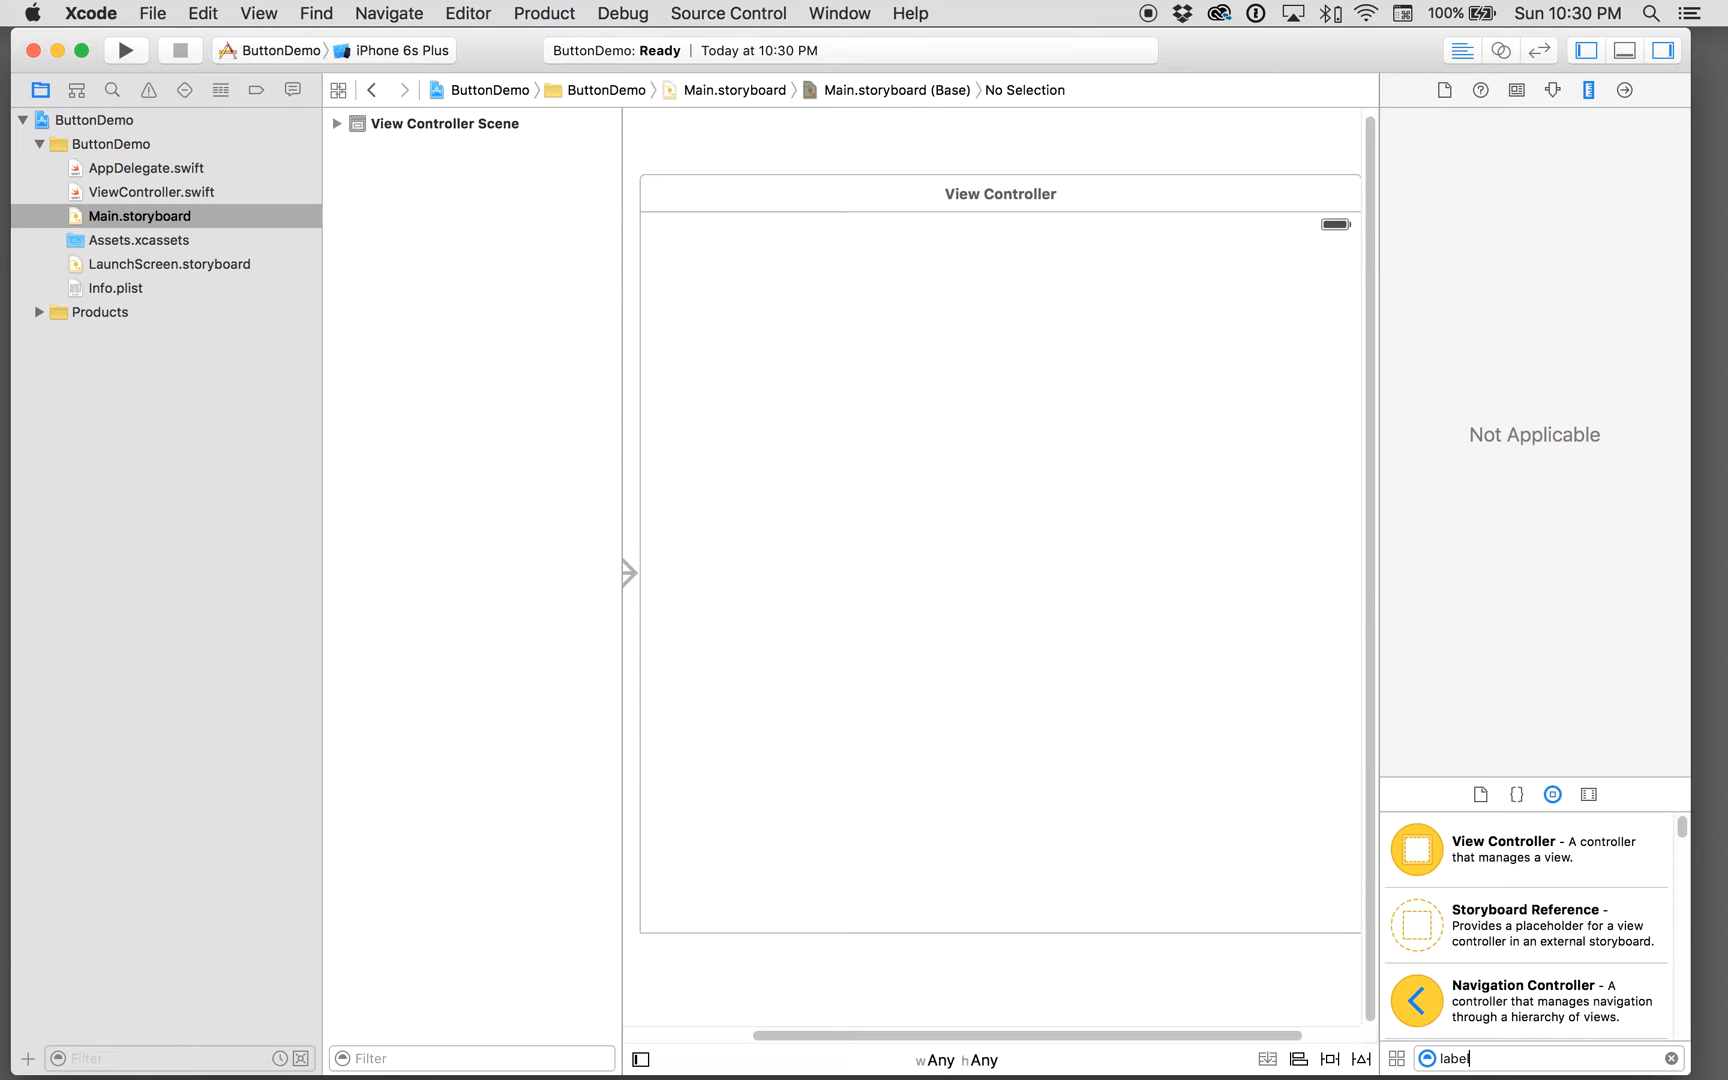 Xcode File Edit View Find Navigate Editor Product Debug Source Control Window Help 100% Sun 10:30 PM
ButtonDemo iPhone 6s Plus ButtonDemo: Ready Today at 10:30 PM
ButtonDemo ButtonDemo Main.storyboard Main.storyboard (Base) No Selection
ButtonDemo
ButtonDemo
AppDelegate.swift
ViewController.swift
Main.storyboard
Assets.xcassets
LaunchScreen.storyboard
Info.plist
Products
View Controller Scene
View Controller
Not Applicable
View Controller - A controller
that manages a view.
Storyboard Reference -
Provides a placeholder for a view
controller in an external storyboard.
Navigation Controller - A
controller that manages navigation
through a hierarchy of views.
Filter
Filter
wAny hAny
label